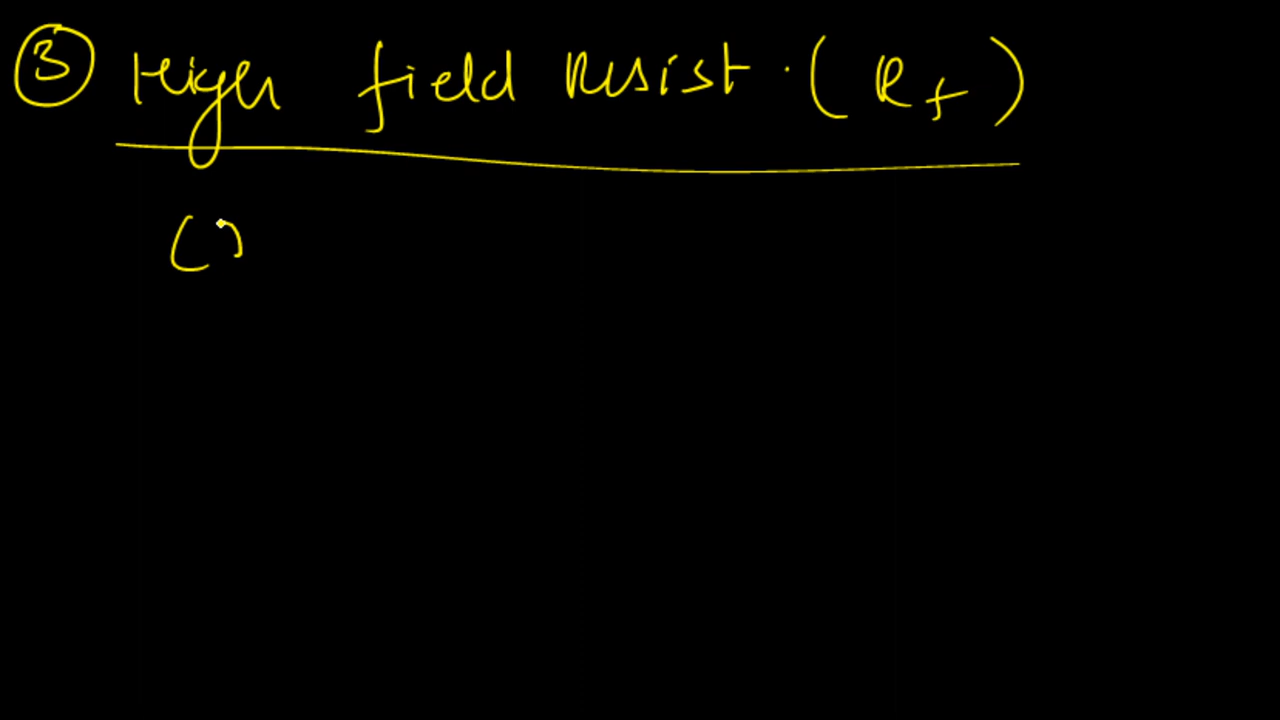 ③ High field Resist. (Rf)